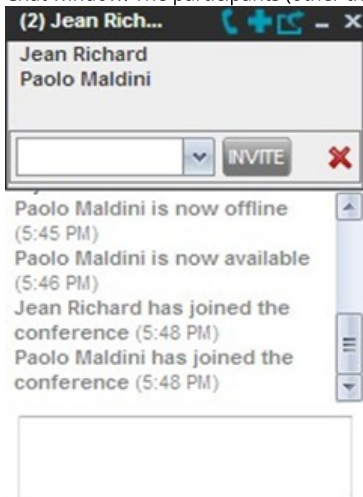 (2) Jean Rich...
Jean Richard
Paolo Maldini
INVITE
Paolo Maldini is now offline
(5:45 PM)
Paolo Maldini is now available
(5:46 PM)
Jean Richard has joined the
conference (5:48 PM)
Paolo Maldini has joined the
conference (5:48 PM)